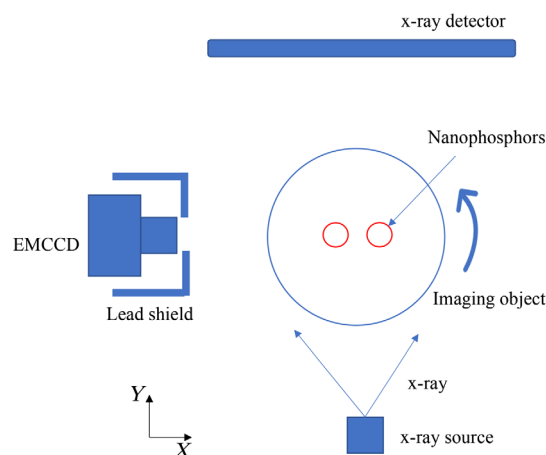 x-ray detector
Nanophosphors
EMCCD
Imaging object
Lead shield
x-ray
Y
X
x-ray source